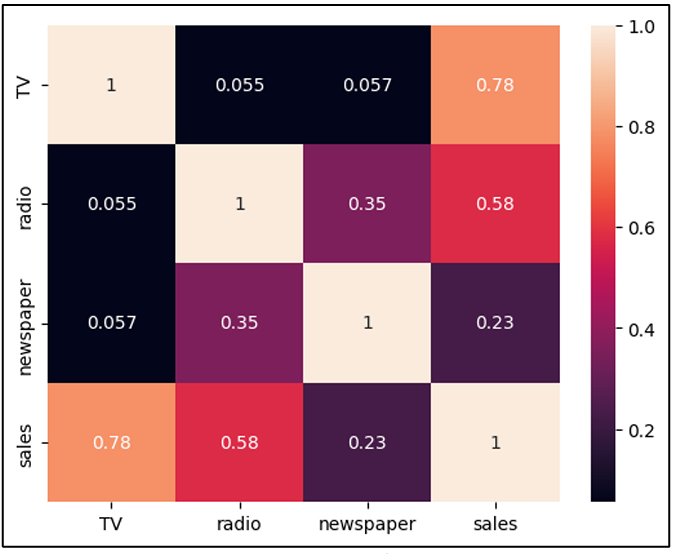 TV 1 0.055 0.057 0.78
radio 0.055 1 0.35 0.58
newspaper 0.057 0.35 1 0.23
sales 0.78 0.58 0.23 1
TV radio newspaper sales
1.0
0.8
0.6
0.4
0.2